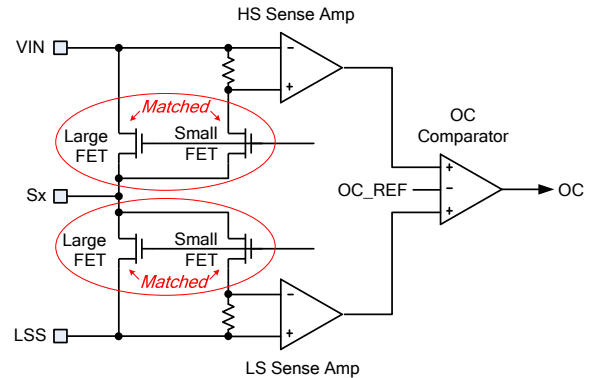 HS Sense Amp
VIN
−
+
Matched
Large
FET
Small
FET
OC
Comparator
Sx
OC_REF
+
−
+
OC
Large
FET
Small
FET
Matched
−
+
LSS
LS Sense Amp